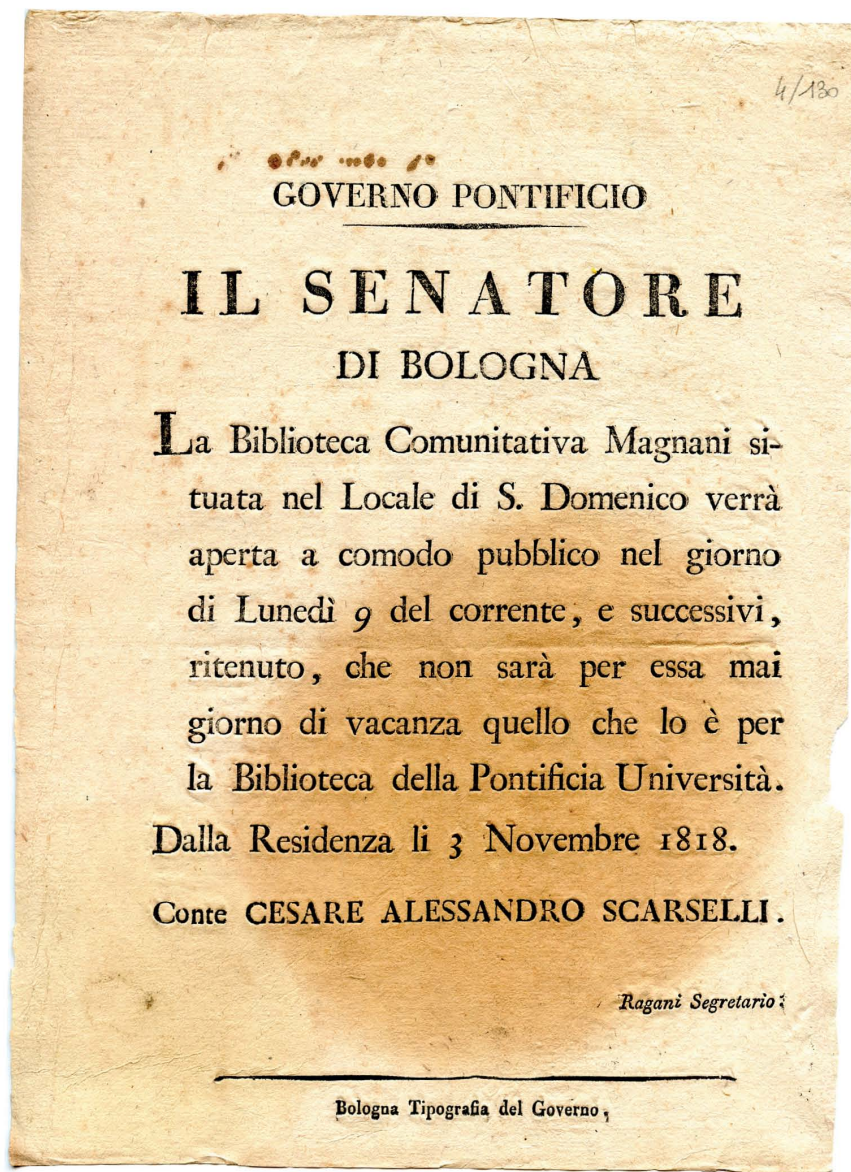 4/130
GOVERNO PONTIFICIO
IL SENATORE
DI BOLOGNA
La Biblioteca Comunitativa Magnani si-
tuata nel Locale di S. Domenico verrà
aperta a comodo pubblico nel giorno
di Lunedì 9 del corrente, e successivi,
ritenuto, che non sarà per essa mai
giorno di vacanza quello che lo è per
la Biblioteca della Pontificia Università.
Dalla Residenza li 3 Novembre 1818.
Conte CESARE ALESSANDRO SCARSELLI.
Ragani Segretario:
Bologna Tipografia del Governo,